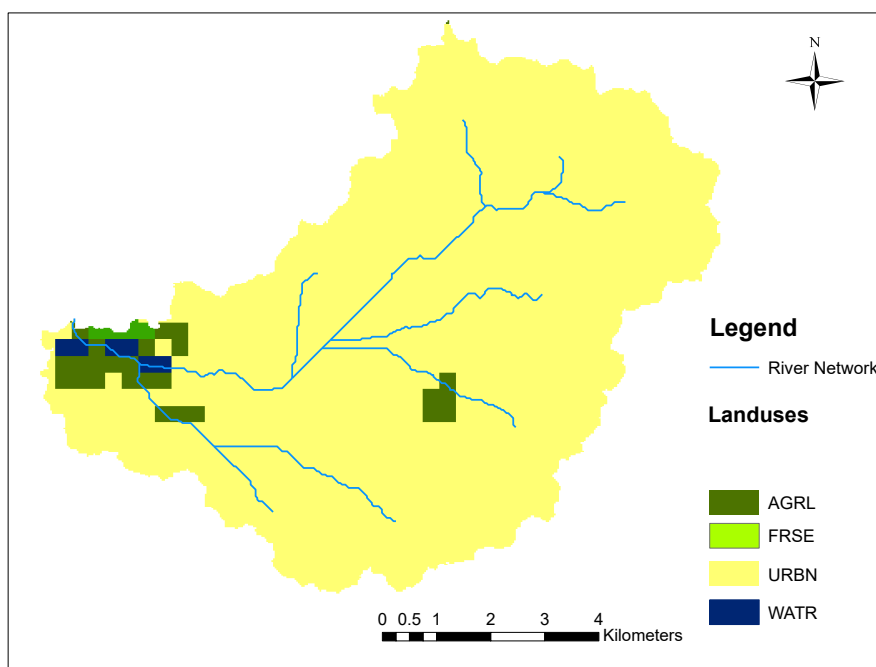 N
Legend
River Network
Landuses
AGRL
FRSE
URBN
WATR
0 0.5 1 2 3 4
Kilometers